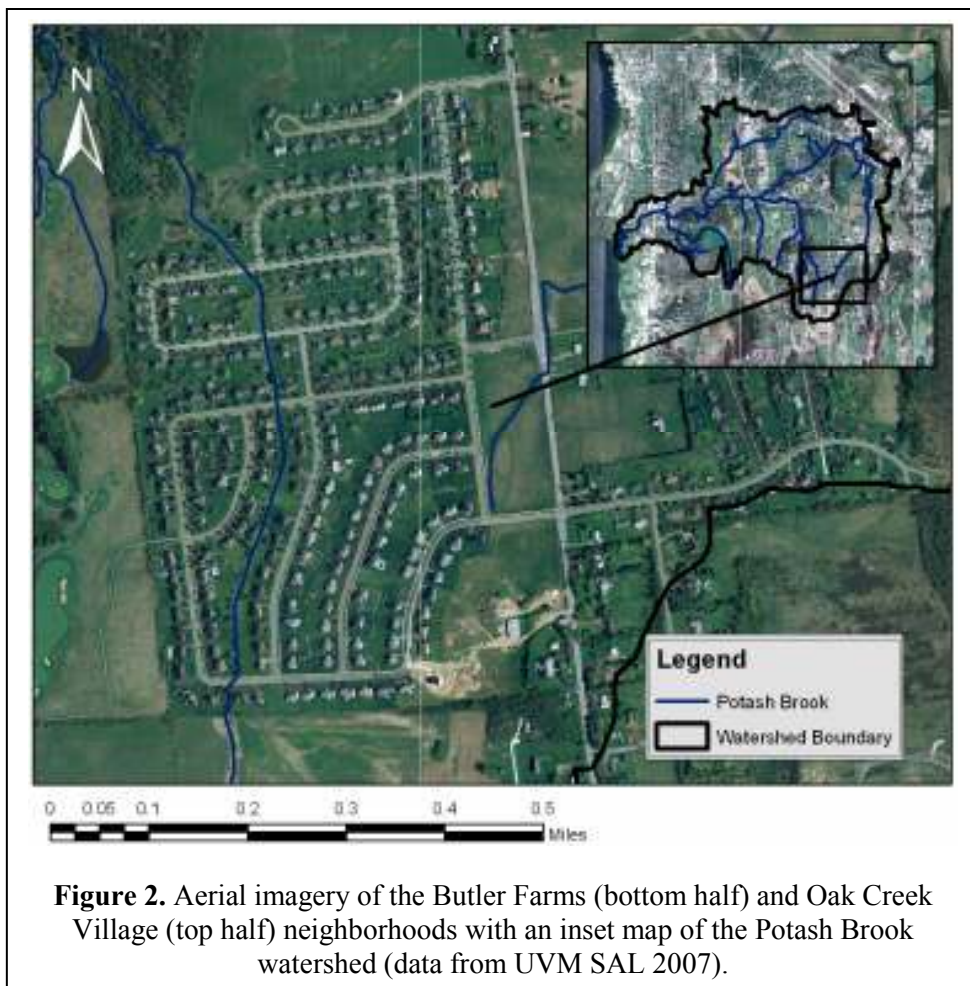 N
Legend
Potash Brook
Watershed Boundary
0 0.05 0.1 0.2 0.3 0.4 0.5
Miles
Figure 2. Aerial imagery of the Butler Farms (bottom half) and Oak Creek
Village (top half) neighborhoods with an inset map of the Potash Brook
watershed (data from UVM SAL 2007).